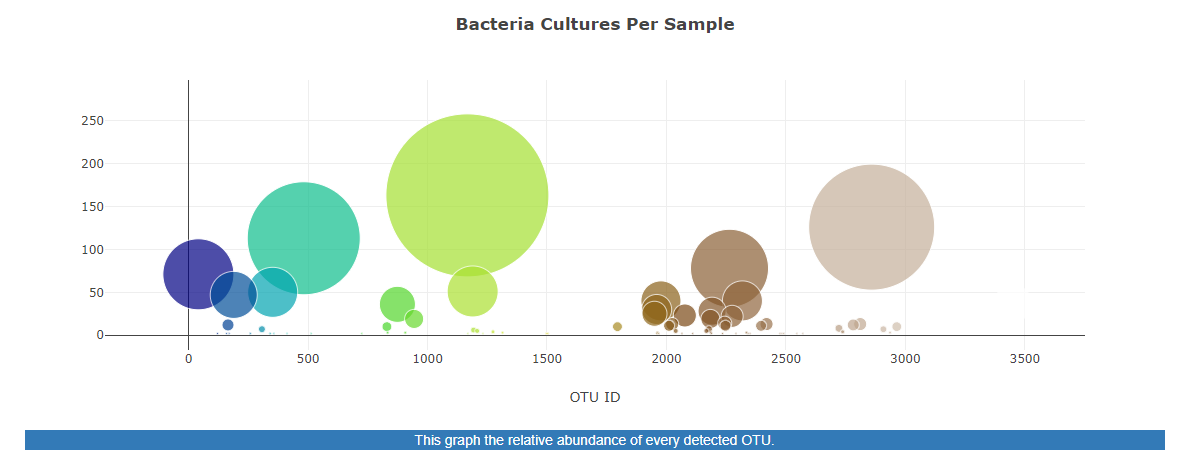 Bacteria Cultures Per Sample
250
200
150
100
50
0
0 500 1000 1500 2000 2500 3000 3500
OTU ID
This graph the relative abundance of every detected OTU.